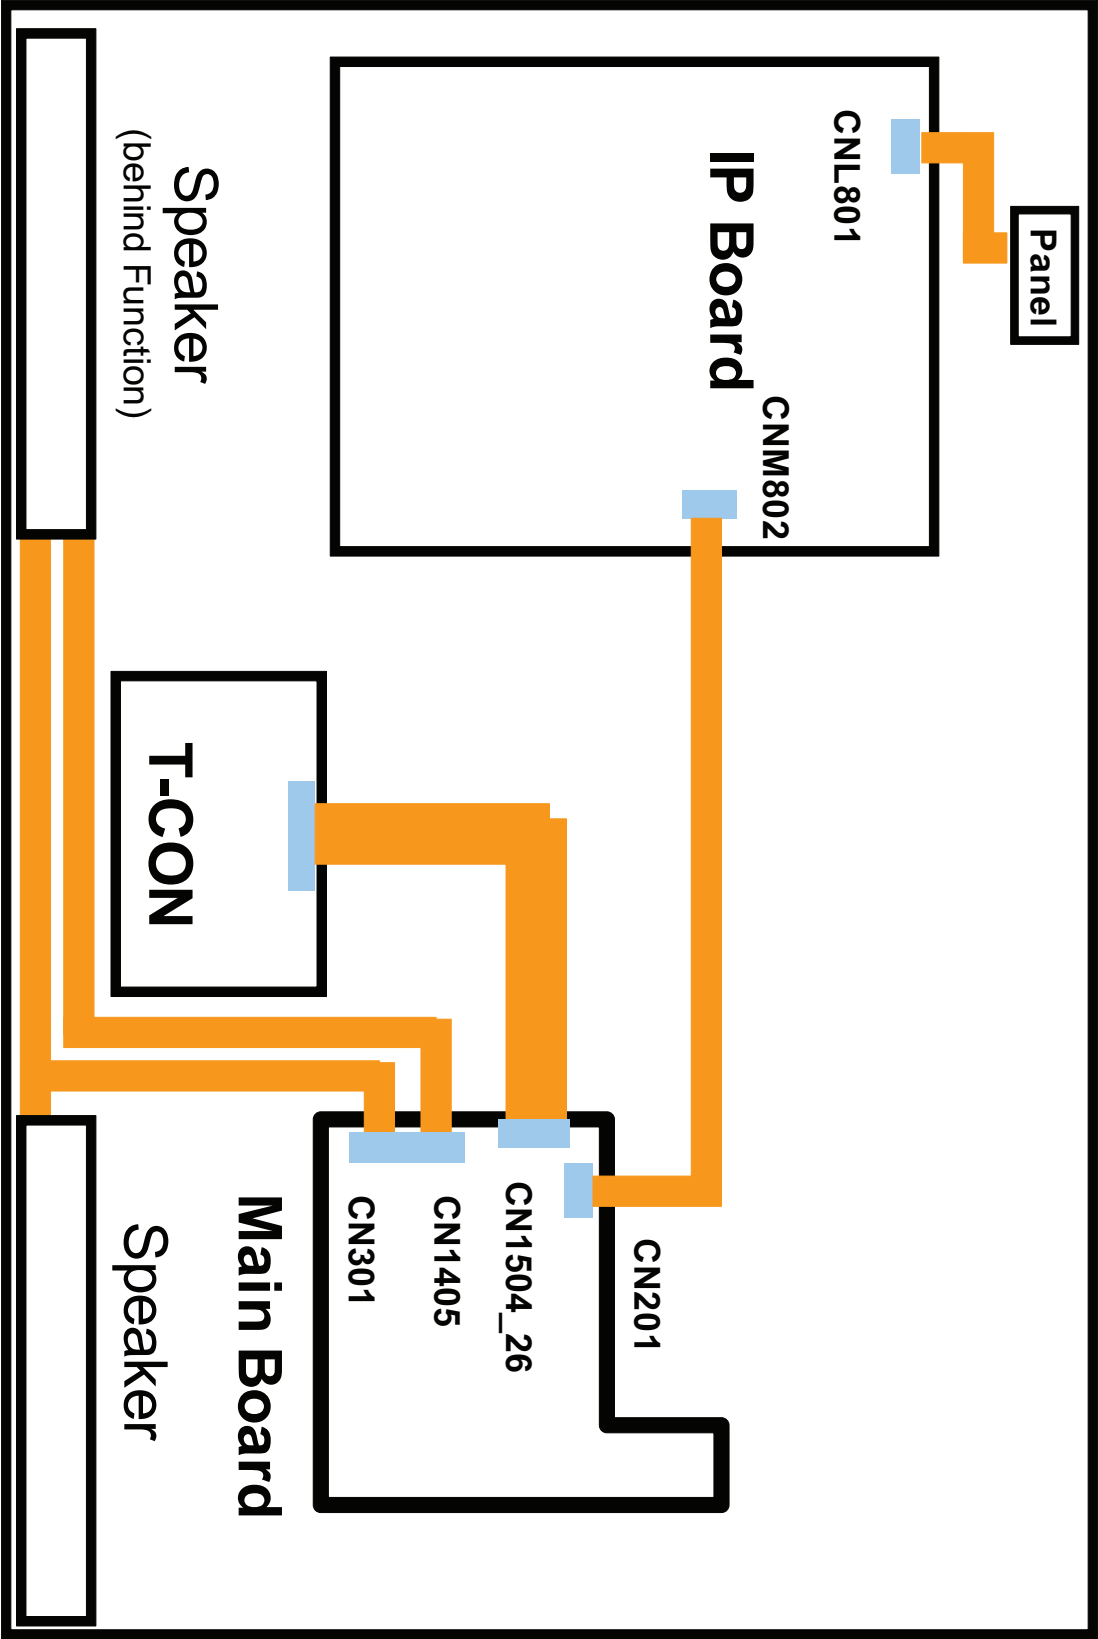 Panel
CNL801
IP Board
CNM802
Speaker
(behind Function)
T-CON
CN201
CN1504_26
CN1405
CN301
Main Board
Speaker